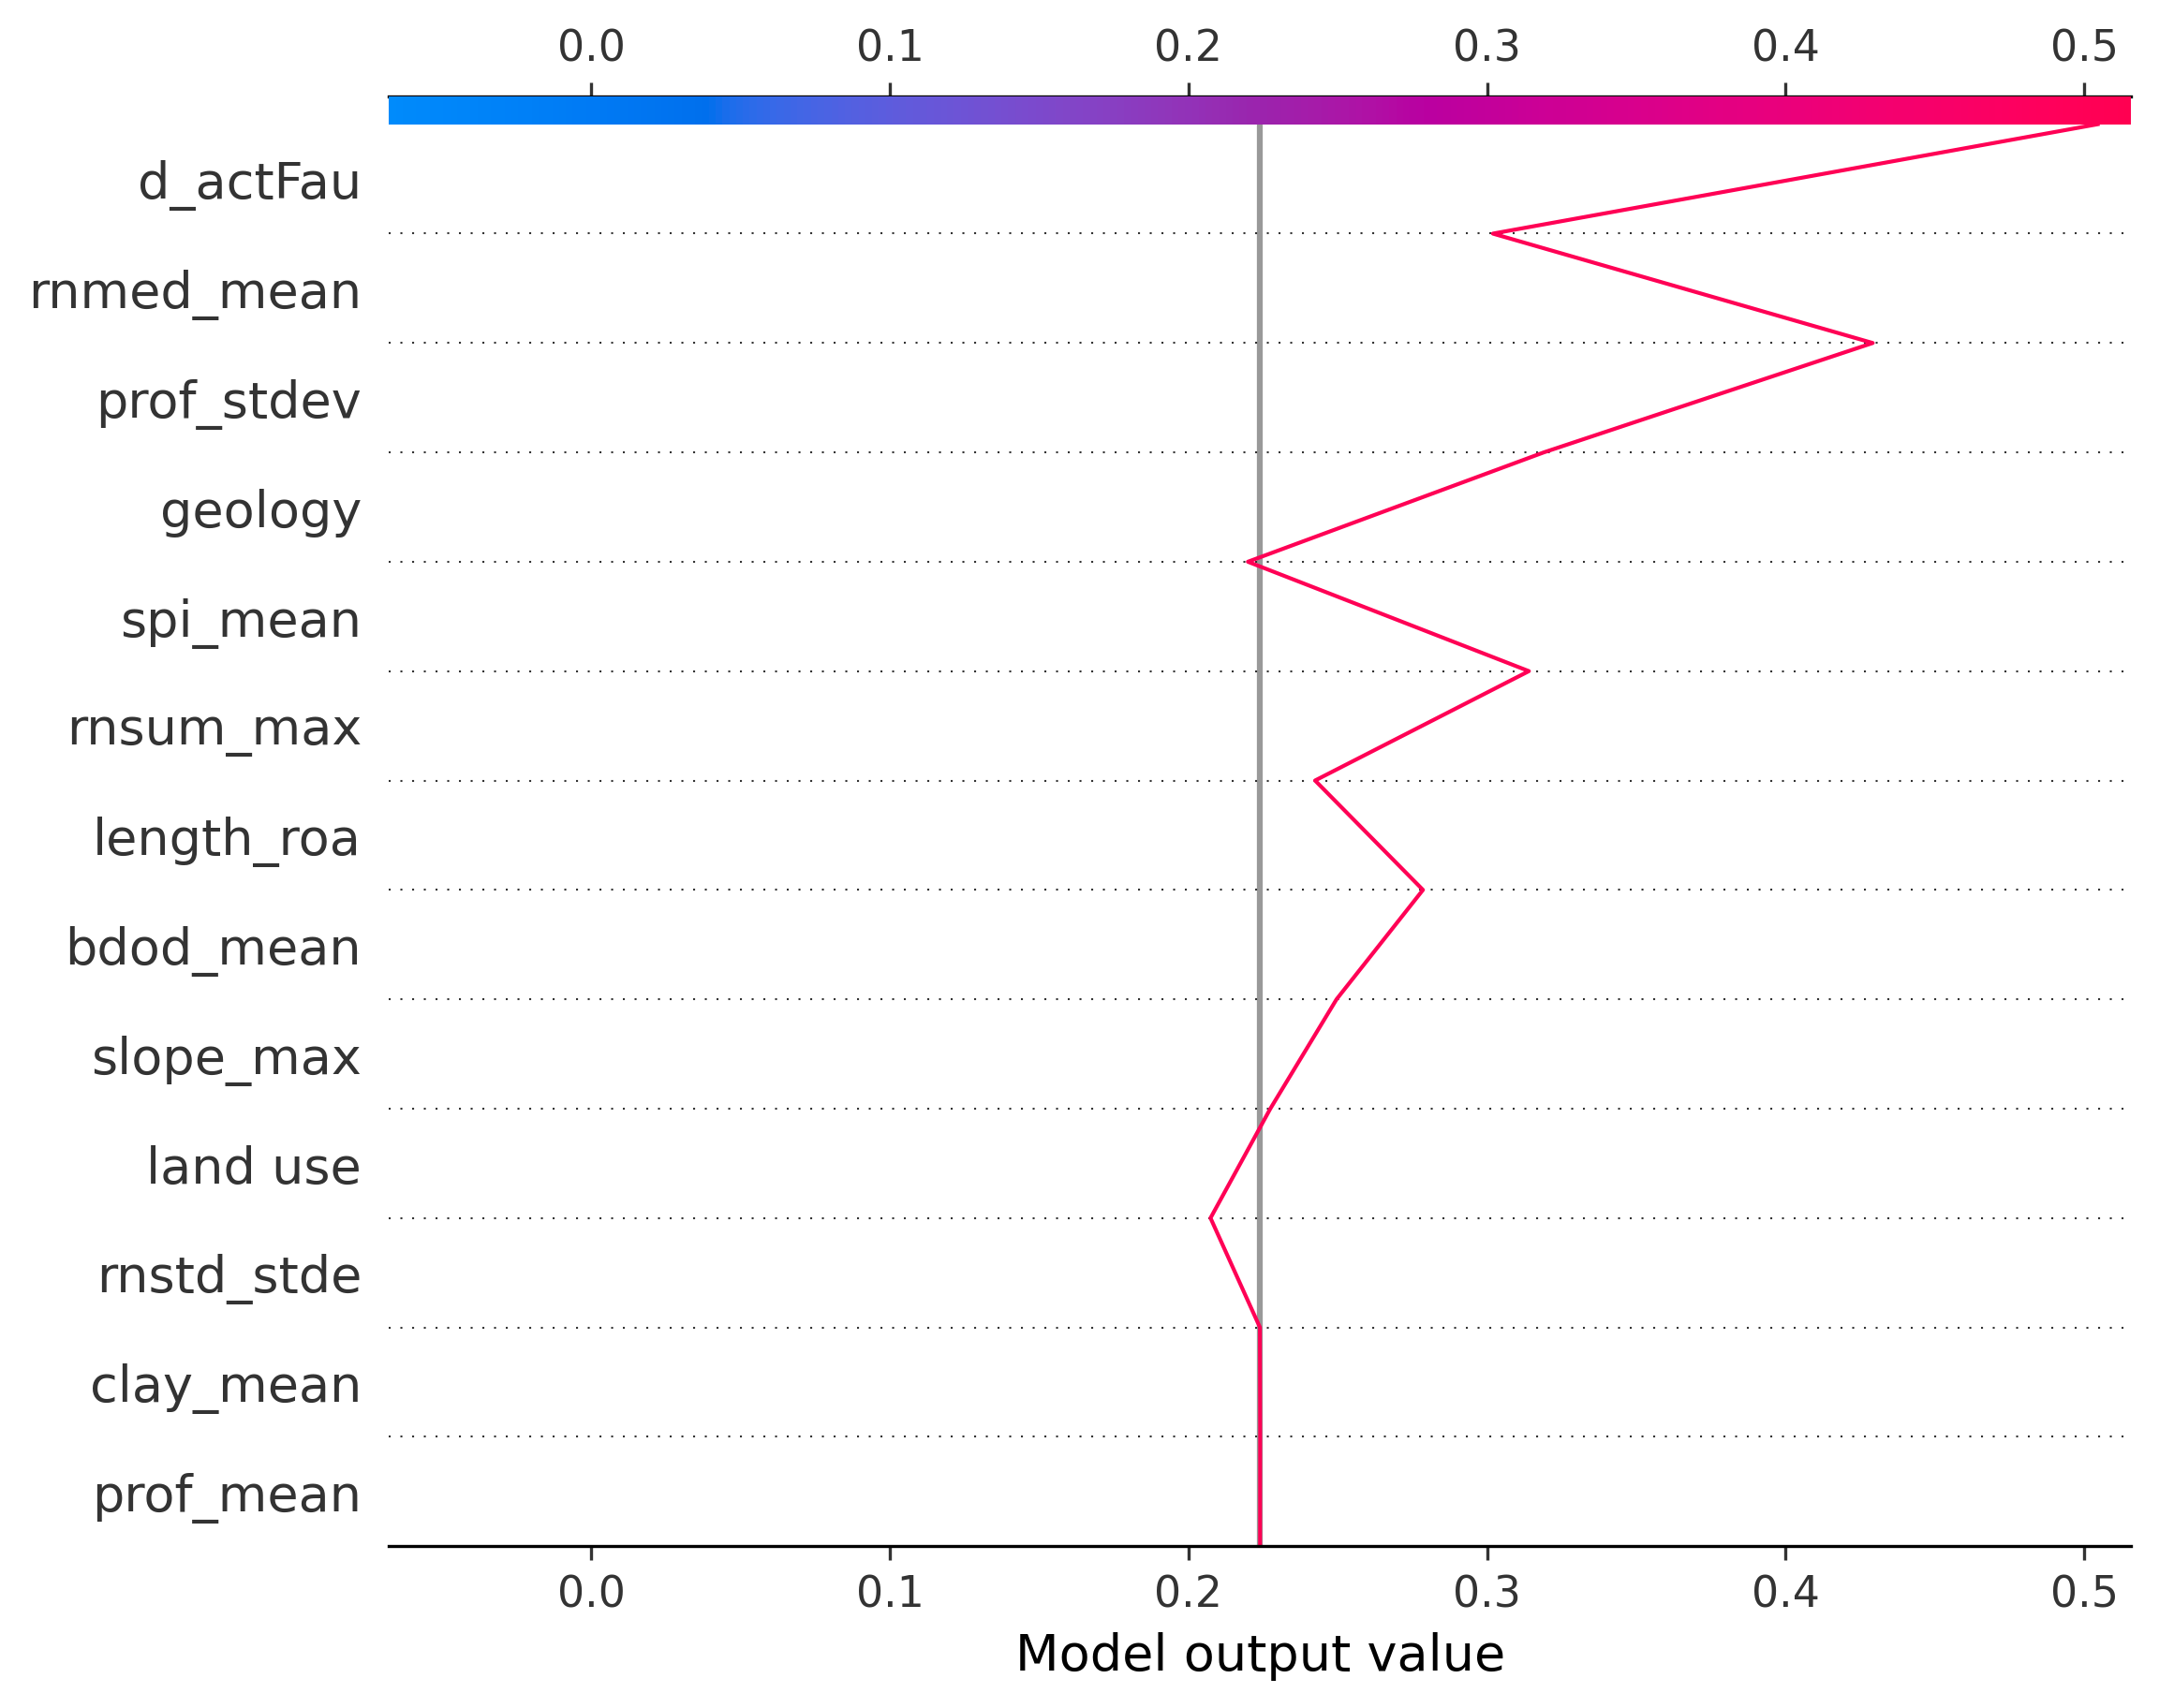 0.0 0.1 0.2 0.3 0.4 0.5
d_actFau
rnmed_mean
prof_stdev
geology
spi_mean
rnsum_max
length_roa
bdod_mean
slope_max
land use
rnstd_stde
clay_mean
prof_mean
0.0 0.1 0.2 0.3 0.4 0.5
Model output value